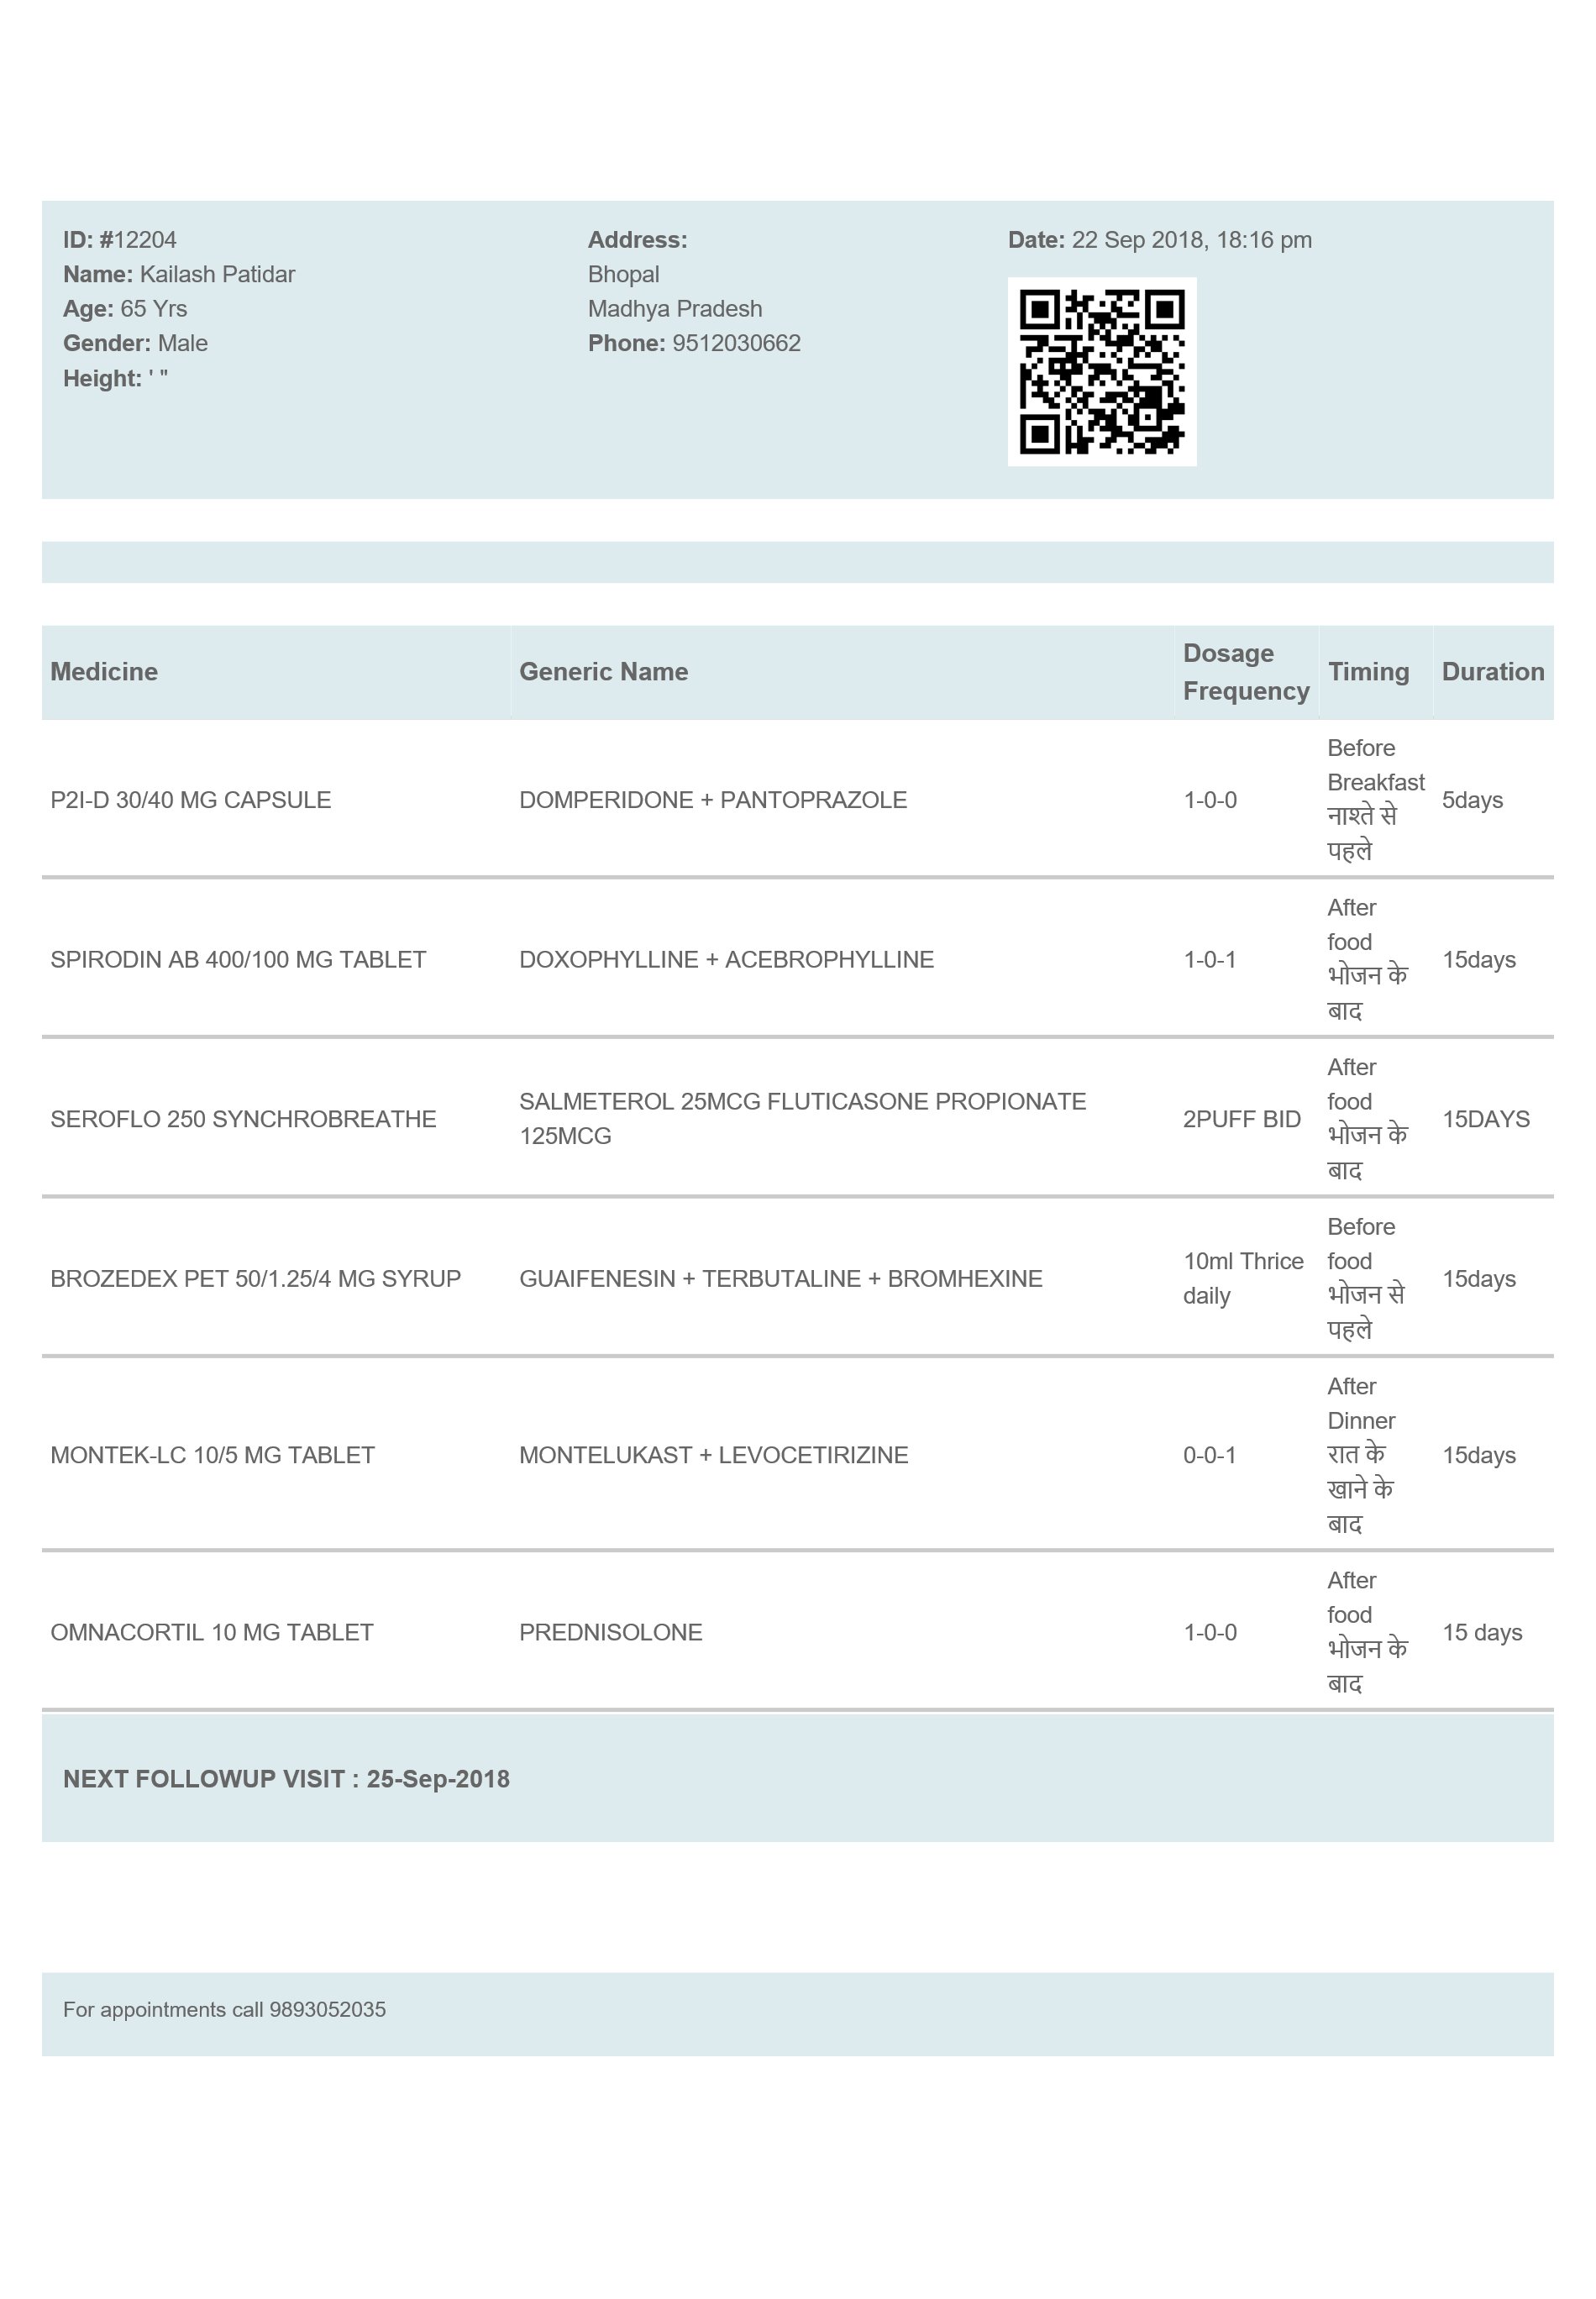 ID: #12204
Name: Kailash Patidar
Age: 65 Yrs
Gender: Male
Height: ' "
Address:
Bhopal
Madhya Pradesh
Phone: 9512030662
Date: 22 Sep 2018, 18:16 pm
Medicine
Generic Name
Dosage
Frequency
Timing
Duration
P2I-D 30/40 MG CAPSULE
DOMPERIDONE + PANTOPRAZOLE
1-0-0
Before
Breakfast
नाश्ते से
पहले
5days
SPIRODIN AB 400/100 MG TABLET
DOXOPHYLLINE + ACEBROPHYLLINE
1-0-1
After
food
भोजन के
बाद
15days
SEROFLO 250 SYNCHROBREATHE
SALMETEROL 25MCG FLUTICASONE PROPIONATE
125MCG
2PUFF BID
After
food
भोजन के
बाद
15DAYS
BROZEDEX PET 50/1.25/4 MG SYRUP
GUAIFENESIN + TERBUTALINE + BROMHEXINE
10ml Thrice
daily
Before
food
भोजन से
पहले
15days
MONTEK-LC 10/5 MG TABLET
MONTELUKAST + LEVOCETIRIZINE
0-0-1
After
Dinner
रात के
खाने के
बाद
15days
OMNACORTIL 10 MG TABLET
PREDNISOLONE
1-0-0
After
food
भोजन के
बाद
15 days
NEXT FOLLOWUP VISIT : 25-Sep-2018
For appointments call 9893052035